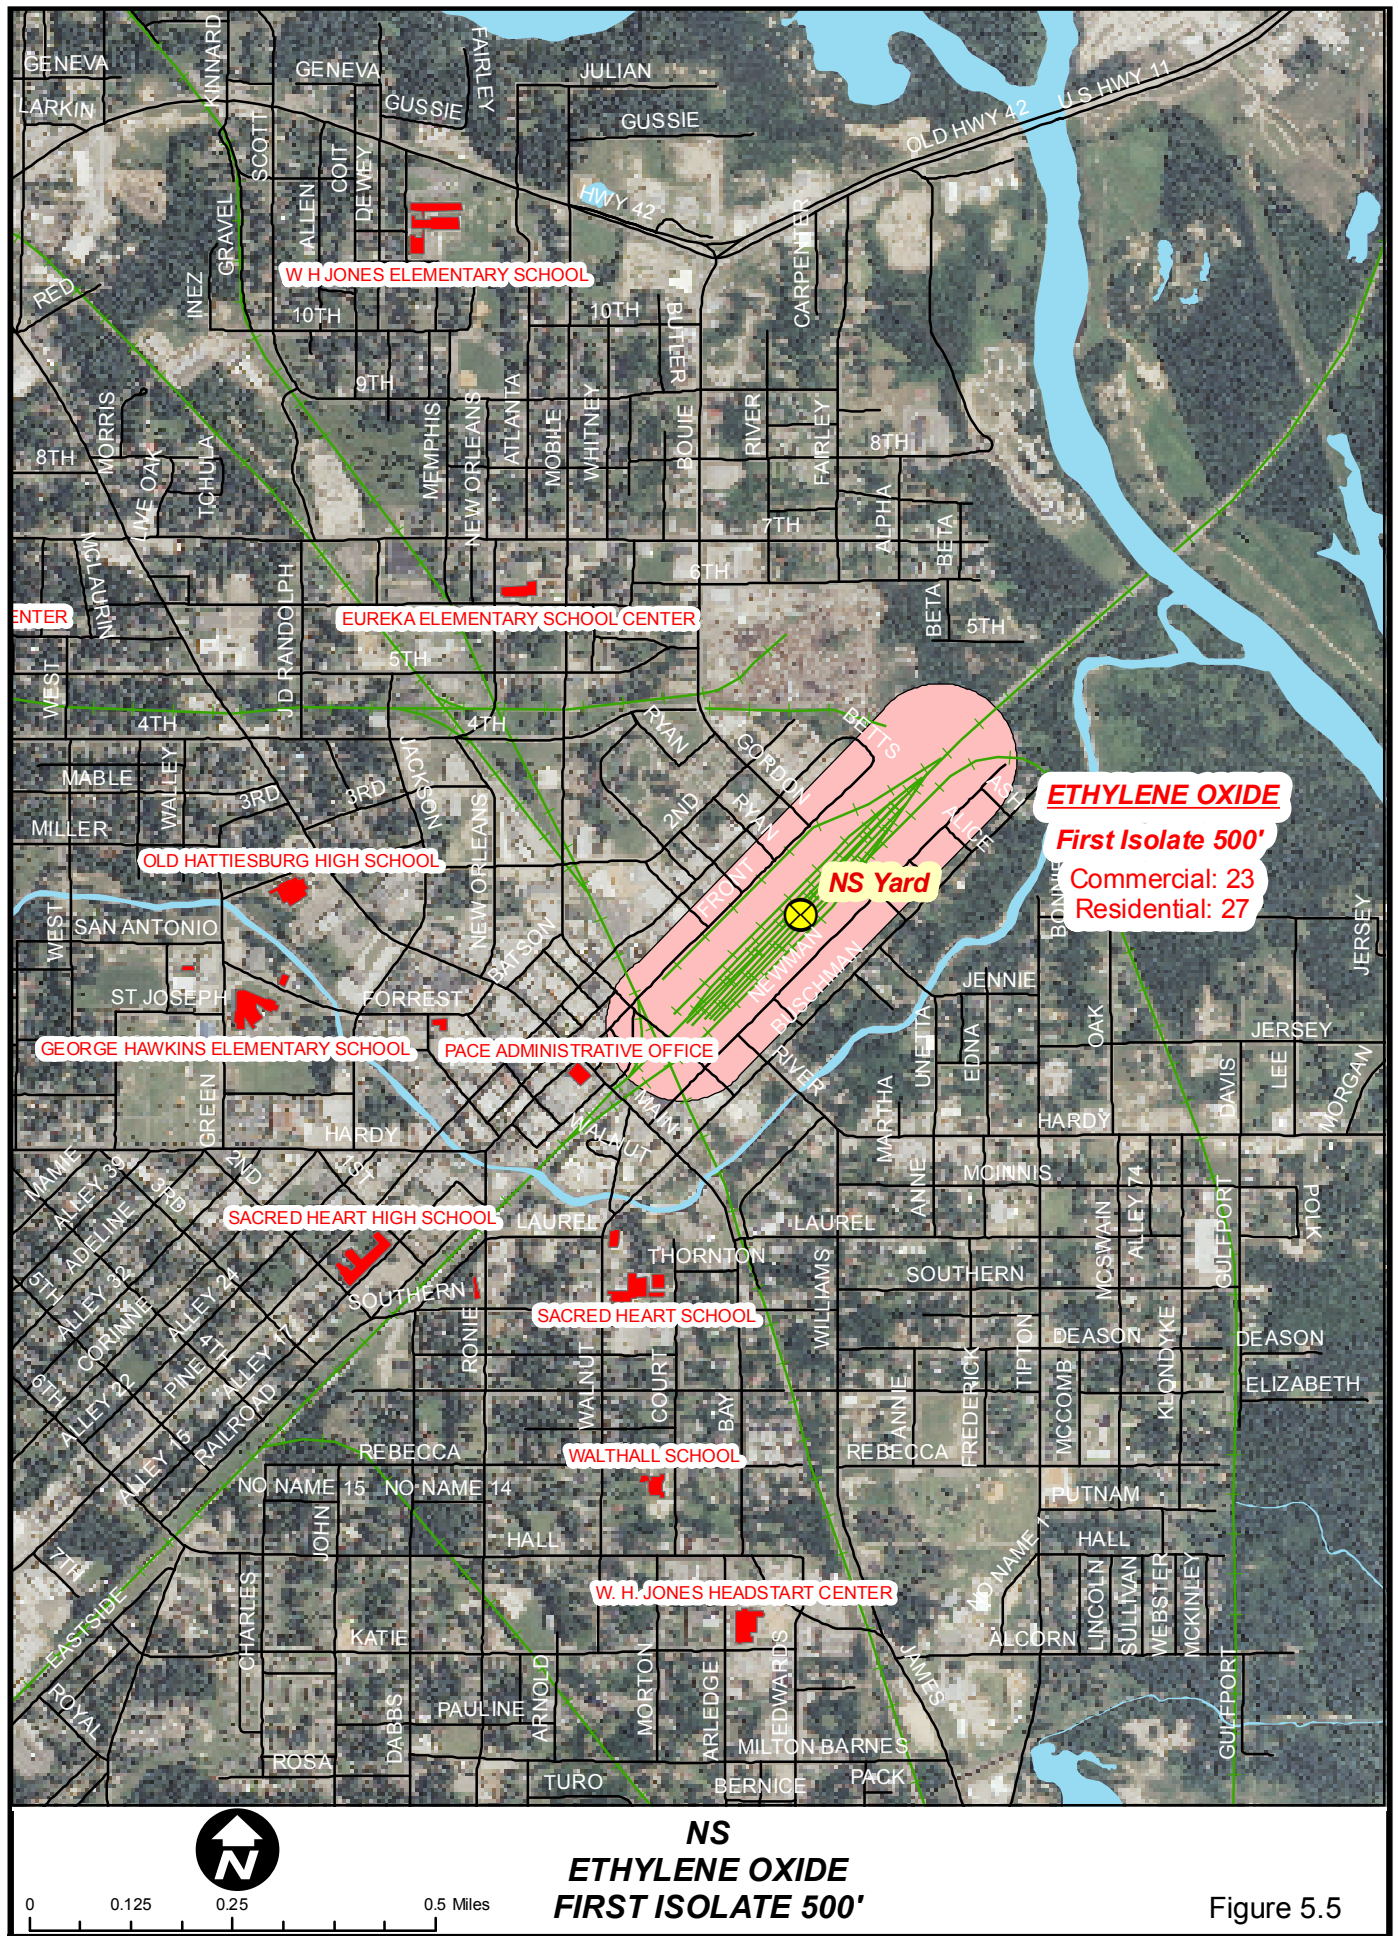 KINNARD
FAIRLEY
GENEVA
GENEVA
JULIAN
U S HWY 11
LARKIN
GUSSIE
GUSSIE
OLD HWY 42
SCOTT
COIT
DEWEY
ALLEN
HWY 42
GRAVEL
CARPENTER
W H JONES ELEMENTARY SCHOOL
RED
INEZ
10TH
10TH
BUTLER
9TH
MORRIS
MEMPHIS
NEW ORLEANS
ATLANTA
MOBILE
WHITNEY
BOUIE
RIVER
FAIRLEY
8TH
8TH
LIVE OAK
TCHULA
7TH
ALPHA
BETA
MCLAURIN
J D RANDOLPH
6TH
BETA
ENTER
EUREKA ELEMENTARY SCHOOL CENTER
5TH
5TH
WEST
4TH
4TH
RYAN
BETTS
GORDON
JACKSON
MABLE
WALLEY
3RD
3RD
2ND
RYAN
ASH
ALICE
ETHYLENE OXIDE
First Isolate 500'
Commercial: 23
Residential: 27
MILLER
NEW ORLEANS
OLD HATTIESBURG HIGH SCHOOL
NS Yard
FRONT
BONNIE
WEST
SAN ANTONIO
BATSON
NEWMAN
BUSCHMAN
JERSEY
JENNIE
ST JOSEPH
FORREST
UNETTA
EDNA
OAK
JERSEY
GEORGE HAWKINS ELEMENTARY SCHOOL
PACE ADMINISTRATIVE OFFICE
RIVER
LEE
DAVIS
MORGAN
GREEN
MAIN
MARTHA
HARDY
HARDY
WALNUT
MAMIE
ALLEY 39
3RD
2ND
1ST
ANNIE
MCINNIS
ALLEY 74
ADELINE
SACRED HEART HIGH SCHOOL
LAUREL
LAUREL
POLK
GULFPORT
MCSWAIN
THORNTON
5TH
ALLEY 32
ALLEY 24
SOUTHERN
SOUTHERN
WILLIAMS
CORINNE
RONIE
SACRED HEART SCHOOL
4TH
ALLEY 17
TIPTON
DEASON
DEASON
KLONDYKE
6TH
PINE
ALLEY 22
WALNUT
COURT
BAY
ANNIE
FREDERICK
MCCOMB
ELIZABETH
RAILROAD
ALLEY 15
REBECCA
WALTHALL SCHOOL
REBECCA
NO NAME 15
NO NAME 14
PUTNAM
JOHN
HALL
NO NAME 1
HALL
7TH
EASTSIDE
CHARLES
W. H. JONES HEADSTART CENTER
LINCOLN
SULLIVAN
WEBSTER
MCKINLEY
KATIE
ALCORN
ROYAL
DABBS
PAULINE
ARNOLD
MORTON
ARLEDGE
EDWARDS
JAMES
GULFPORT
ROSA
MILTON BARNES
TURO
BERNICE
PACK
N
NS
ETHYLENE OXIDE
FIRST ISOLATE 500'
0 0.125 0.25 0.5 Miles
Figure 5.5